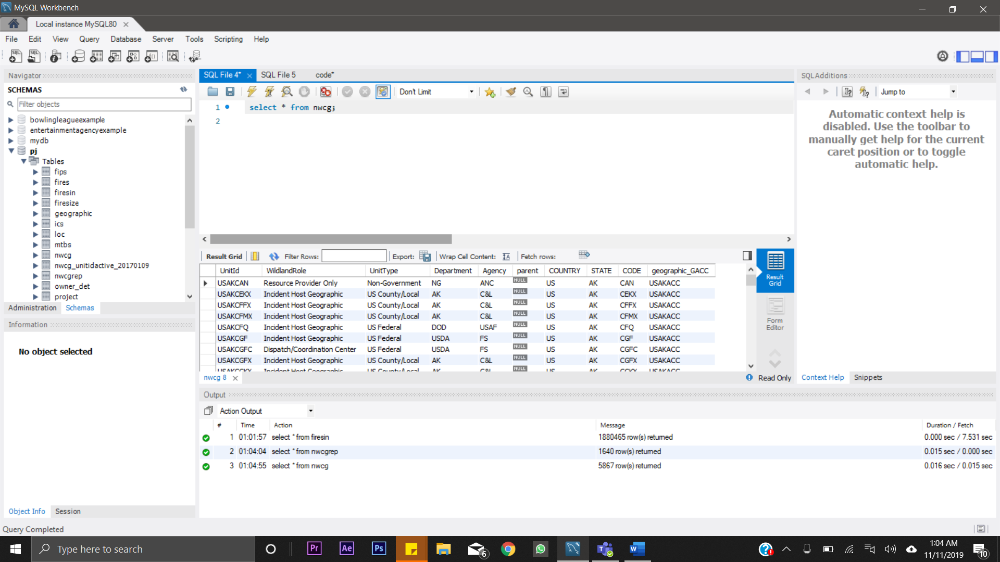 MySQL Workbench
Local instance MySQL80
File Edit View Query Database Server Tools Scripting Help
Navigator
SCHEMAS
Filter objects
bowlingleagueexample
entertainmentagencyexample
mydb
pj
Tables
fips
fires
firesin
firesize
geographic
ics
loc
mtbs
nwcg
nwcg_unitidactive_20170109
nwcgrep
owner_det
project
Administration Schemas
Information
No object selected
Object Info Session
SQL File 4* SQL File 5 code*
Don't Limit
1 select * from nwcg;
2
Result Grid Filter Rows: Export: Wrap Cell Content: Fetch rows:
UnitId WildlandRole UnitType Department Agency parent COUNTRY STATE CODE geographic_GACC
USAKCAN Resource Provider Only Non-Government NG ANC NULL US AK CAN USAKACC
USAKCEKX Incident Host Geographic US County/Local AK C&L NULL US AK CEKX USAKACC
USAKCFFX Incident Host Geographic US County/Local AK C&L NULL US AK CFFX USAKACC
USAKCFMX Incident Host Geographic US County/Local AK C&L NULL US AK CFMX USAKACC
USAKCFQ Incident Host Geographic US Federal DOD USAF NULL US AK CFQ USAKACC
USAKCGF Incident Host Geographic US Federal USDA FS NULL US AK CGF USAKACC
USAKCGFC Dispatch/Coordination Center US Federal USDA FS NULL US AK CGFC USAKACC
USAKCGFX Incident Host Geographic US County/Local AK C&L NULL US AK CGFX USAKACC
Incident Host Geographic US County/Local AK C&L NULL US AK USAKACC
Result Grid
Form Editor
nwcg 8
Read Only
SQLAdditions
Jump to
Automatic context help is
disabled. Use the toolbar to
manually get help for the current
caret position or to toggle
automatic help.
Context Help Snippets
Output
Action Output
# Time Action Message Duration / Fetch
1 01:01:57 select * from firesin 1880465 row(s) returned 0.000 sec / 7.531 sec
2 01:04:04 select * from nwcgrep 1640 row(s) returned 0.015 sec / 0.000 sec
3 01:04:55 select * from nwcg 5867 row(s) returned 0.016 sec / 0.015 sec
Query Completed
Type here to search
Pr Ae Ps
6
1:04 AM
11/11/2019
10